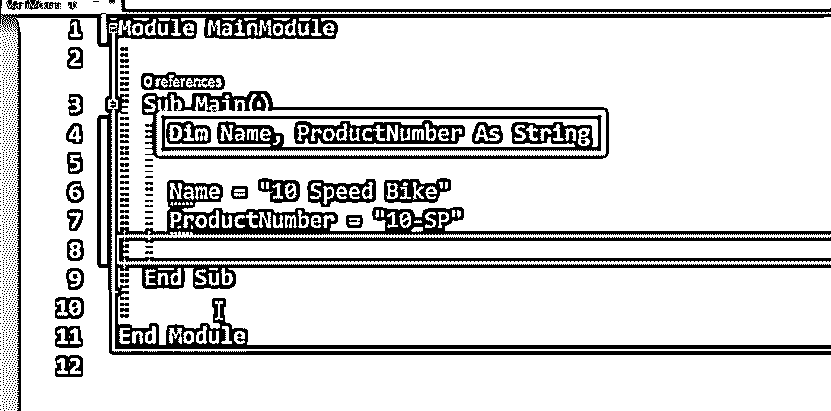 1 Module MainModule
2
0 references
3 Sub Main()
4 Dim Name, ProductNumber As String
5
6 Name = "10 Speed Bike"
7 ProductNumber = "10-SP"
8
9 End Sub
10
11 End Module
12